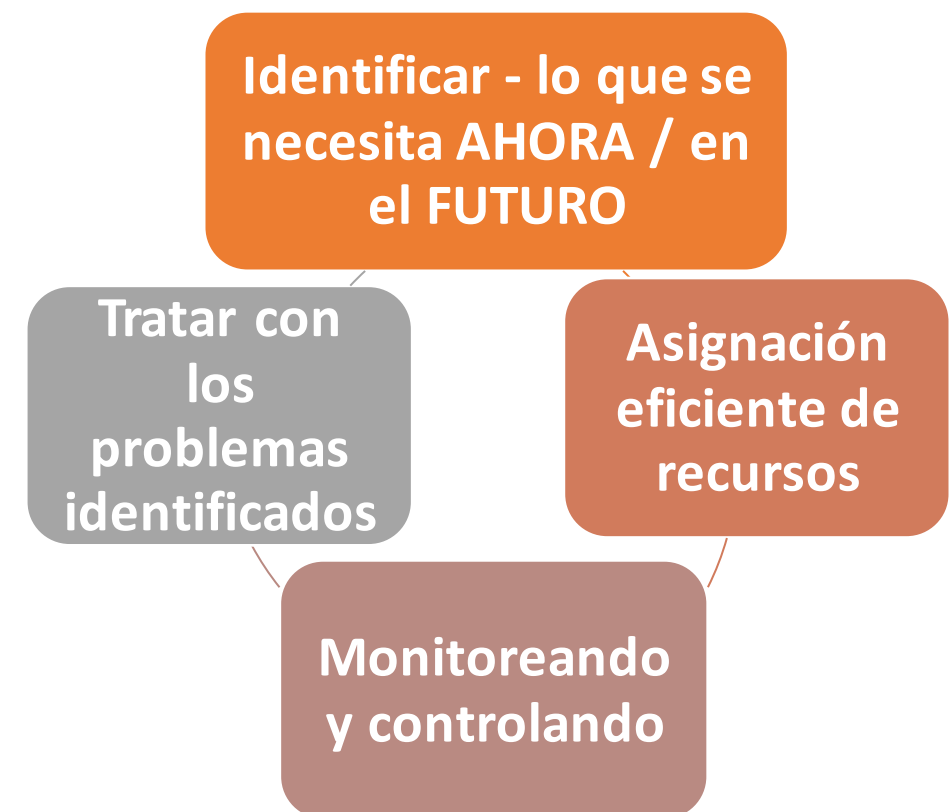 Identificar - lo que se
necesita AHORA / en
el FUTURO
Tratar con
los
problemas
identificados
Asignación
eficiente de
recursos
Monitoreando
y controlando